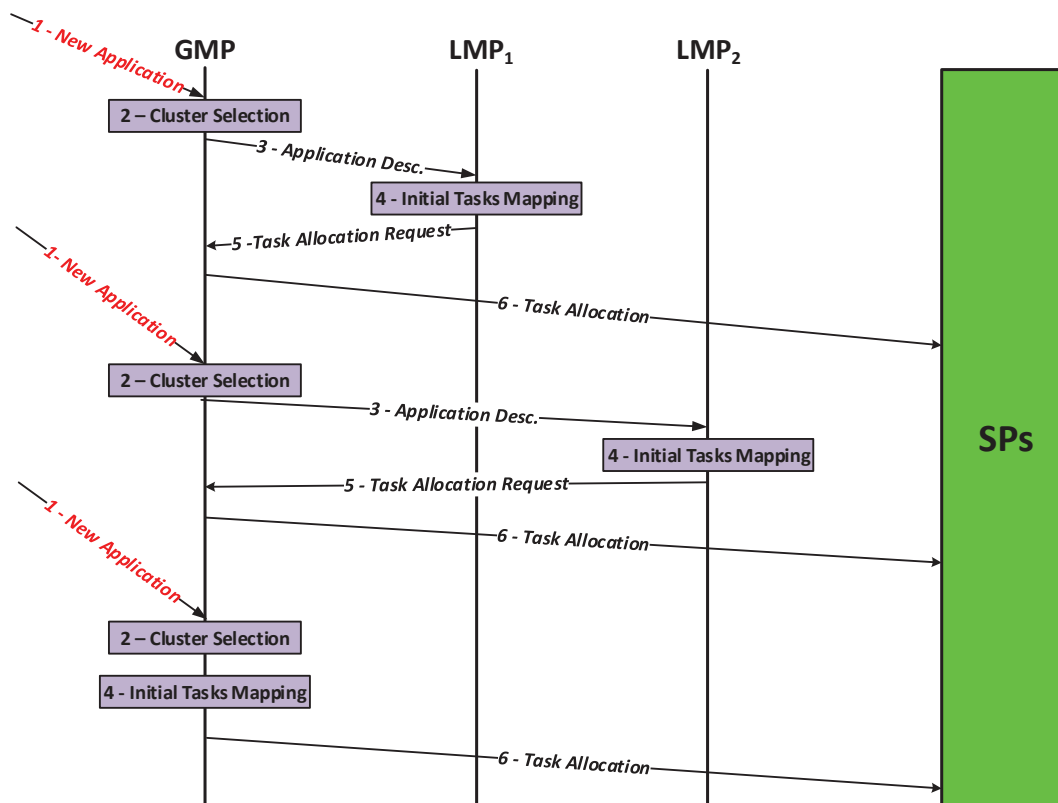 GMP
LMP1
LMP2
1 - New Application
2 – Cluster Selection
3 - Application Desc.
4 - Initial Tasks Mapping
5 -Task Allocation Request
6 - Task Allocation
1- New Application
2 – Cluster Selection
3 - Application Desc.
SPs
4 - Initial Tasks Mapping
5 - Task Allocation Request
1 - New Application
6 - Task Allocation
2 – Cluster Selection
4 - Initial Tasks Mapping
6 - Task Allocation